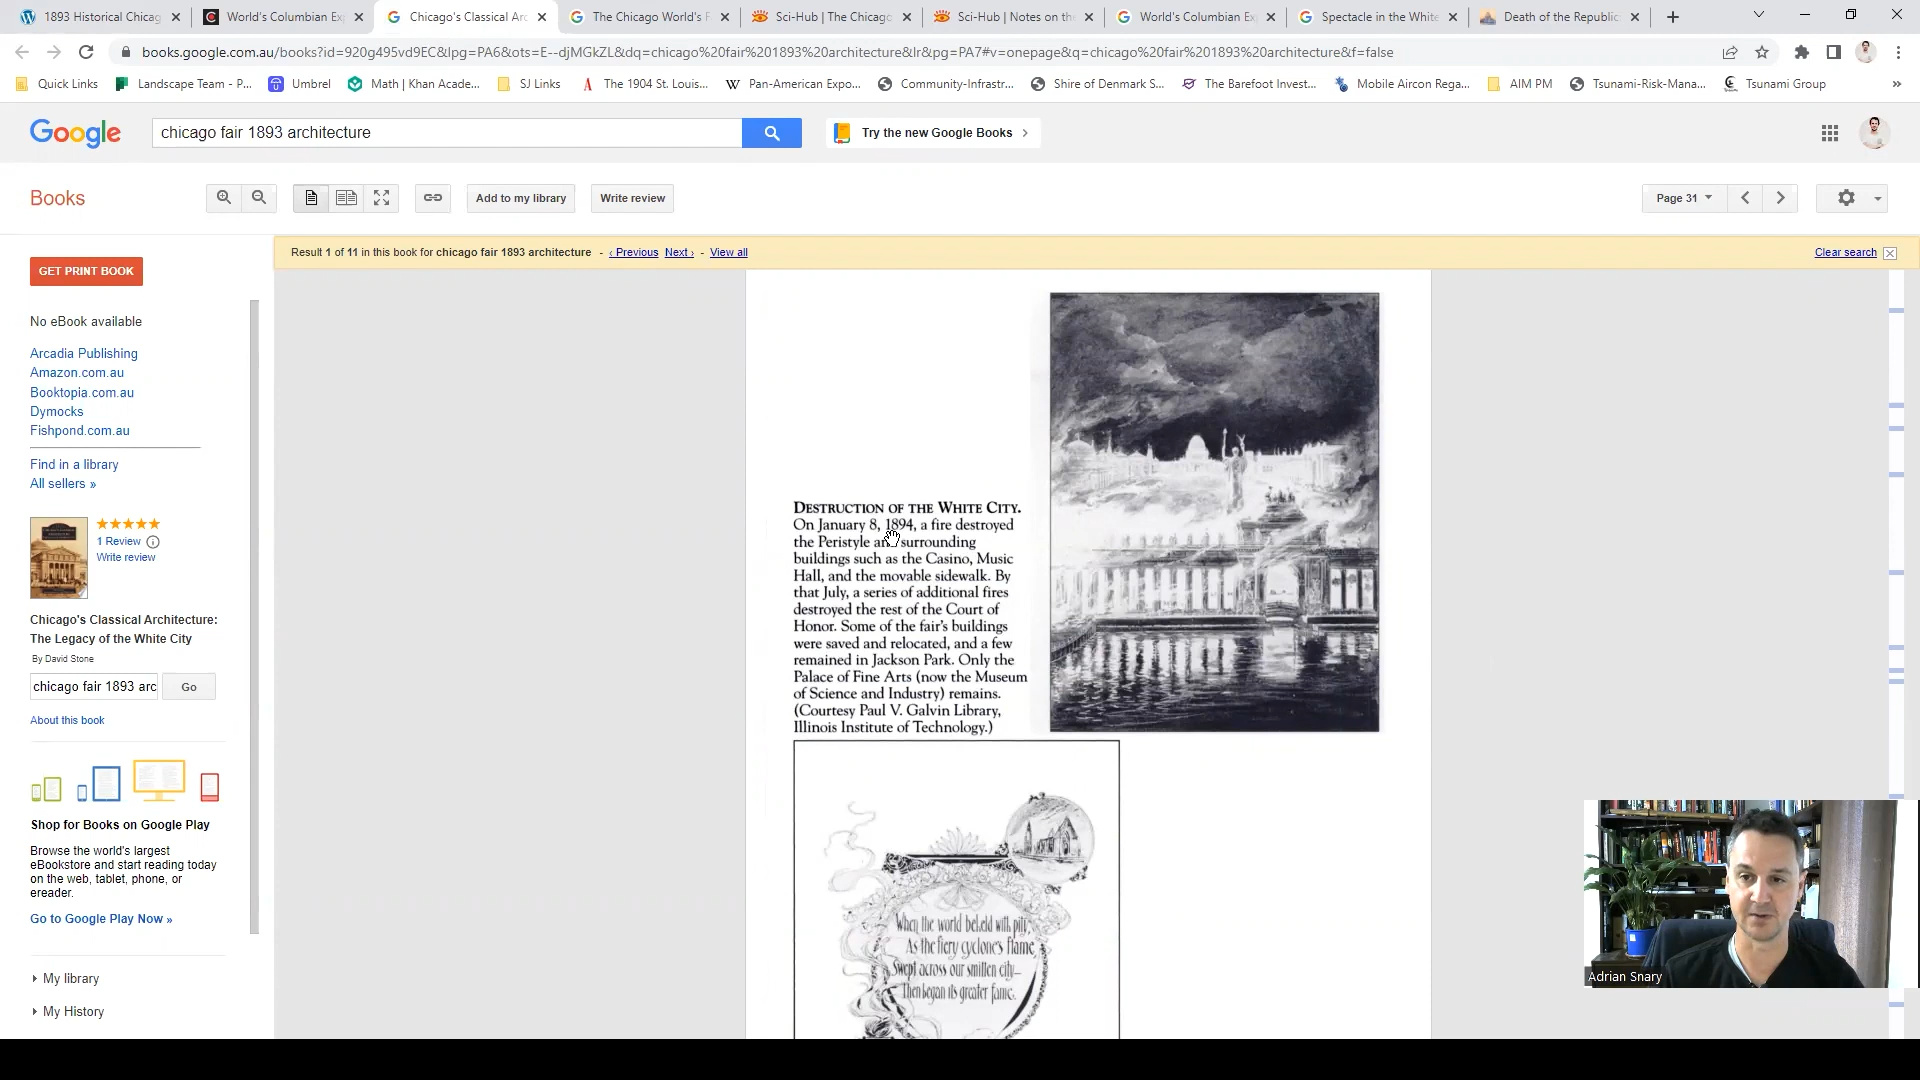 1893 Historical Chicag
World's Columbian Ex
Chicago's Classical Arc
The Chicago World's F
Sci-Hub | The Chicago
Sci-Hub | Notes on the
World's Columbian Ex
Spectacle in the White
Death of the Republic
books.google.com.au/books?id=920g495vd9EC&lpg=PA6&ots=E--djMGkZL&dq=chicago%20fair%201893%20architecture&lr&pg=PA7#v=onepage&q=chicago%20fair%201893%20architecture&f=false
Quick Links
Landscape Team - P...
Umbrel
Math | Khan Acade...
SJ Links
The 1904 St. Louis...
Pan-American Expo...
Community-Infrastr...
Shire of Denmark S...
The Barefoot Invest...
Mobile Aircon Rega...
AIM PM
Tsunami-Risk-Mana...
Tsunami Group
»
Google
chicago fair 1893 architecture
Try the new Google Books
Books
Add to my library
Write review
Page 31
Result 1 of 11 in this book for chicago fair 1893 architecture - ‹ Previous Next › - View all
Clear search
GET PRINT BOOK
No eBook available
Arcadia Publishing
Amazon.com.au
Booktopia.com.au
Dymocks
Fishpond.com.au
Find in a library
All sellers »
1 Review
Write review
Chicago's Classical Architecture:
The Legacy of the White City
By David Stone
chicago fair 1893 arc
Go
About this book
Shop for Books on Google Play
Browse the world's largest
eBookstore and start reading today
on the web, tablet, phone, or
ereader.
Go to Google Play Now »
My library
My History
DESTRUCTION OF THE WHITE CITY.
On January 8, 1894, a fire destroyed
the Peristyle and surrounding
buildings such as the Casino, Music
Hall, and the movable sidewalk. By
that July, a series of additional fires
destroyed the rest of the Court of
Honor. Some of the fair's buildings
were saved and relocated, and a few
remained in Jackson Park. Only the
Palace of Fine Arts (now the Museum
of Science and Industry) remains.
(Courtesy Paul V. Galvin Library,
Illinois Institute of Technology.)
When the world beheld with pity
As the fiery cyclone's flame
Swept across our smitten city—
Then began its greater fame.
Adrian Snary